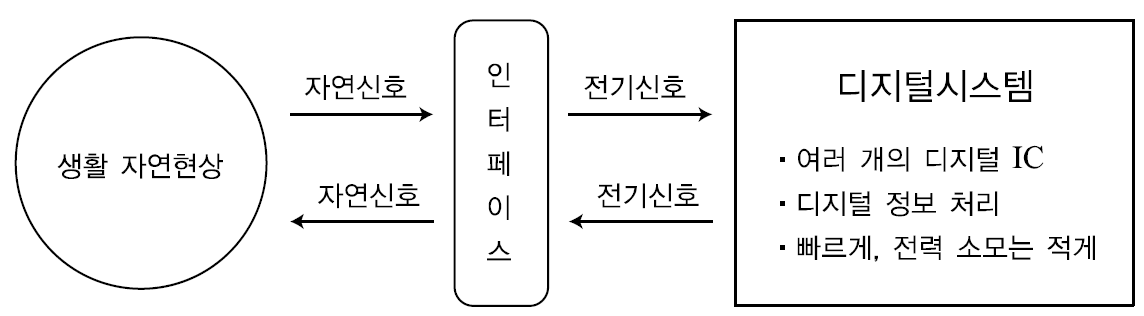 생활 자연현상
자연신호
자연신호
인
터
페
이
스
전기신호
전기신호
디지털시스템
· 여러 개의 디지털 IC
· 디지털 정보 처리
· 빠르게, 전력 소모는 적게